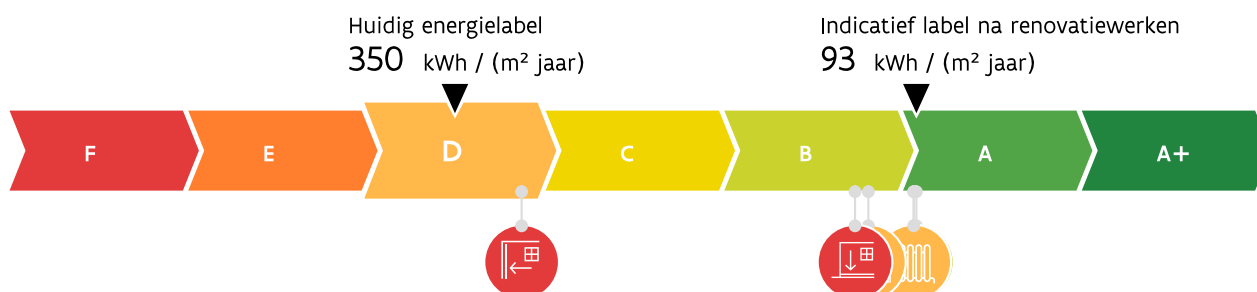 Huidig energielabel
350 kWh / (m² jaar)
Indicatief label na renovatiewerken
93 kWh / (m² jaar)
F E D C B A A+